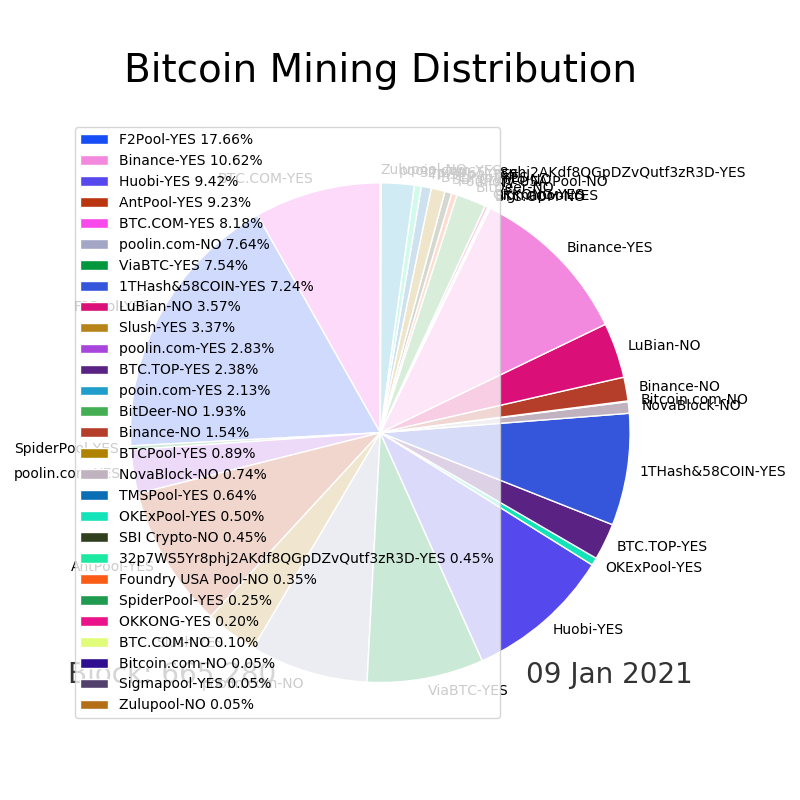 Bitcoin Mining Distribution
F2Pool-YES 17.66%
Binance-YES 10.62%
Huobi-YES 9.42%
AntPool-YES 9.23%
BTC.COM-YES 8.18%
poolin.com-NO 7.64%
ViaBTC-YES 7.54%
1THash&58COIN-YES 7.24%
LuBian-NO 3.57%
Slush-YES 3.37%
poolin.com-YES 2.83%
BTC.TOP-YES 2.38%
pooin.com-YES 2.13%
BitDeer-NO 1.93%
Binance-NO 1.54%
BTCPool-YES 0.89%
NovaBlock-NO 0.74%
TMSPool-YES 0.64%
OKExPool-YES 0.50%
SBI Crypto-NO 0.45%
32p7WS5Yr8phj2AKdf8QGpDZvQutf3zR3D-YES 0.45%
Foundry USA Pool-NO 0.35%
SpiderPool-YES 0.25%
OKKONG-YES 0.20%
BTC.COM-NO 0.10%
Bitcoin.com-NO 0.05%
Sigmapool-YES 0.05%
Zulupool-NO 0.05%
BTC.COM-YES
Zulupool-NO
Binance-YES
LuBian-NO
Binance-NO
Bitcoin.com-NO
NovaBlock-NO
SpiderPool-YES
1THash&58COIN-YES
BTC.TOP-YES
AntPool-YES
OKExPool-YES
Huobi-YES
ViaBTC-YES
Block: 665,280
09 Jan 2021